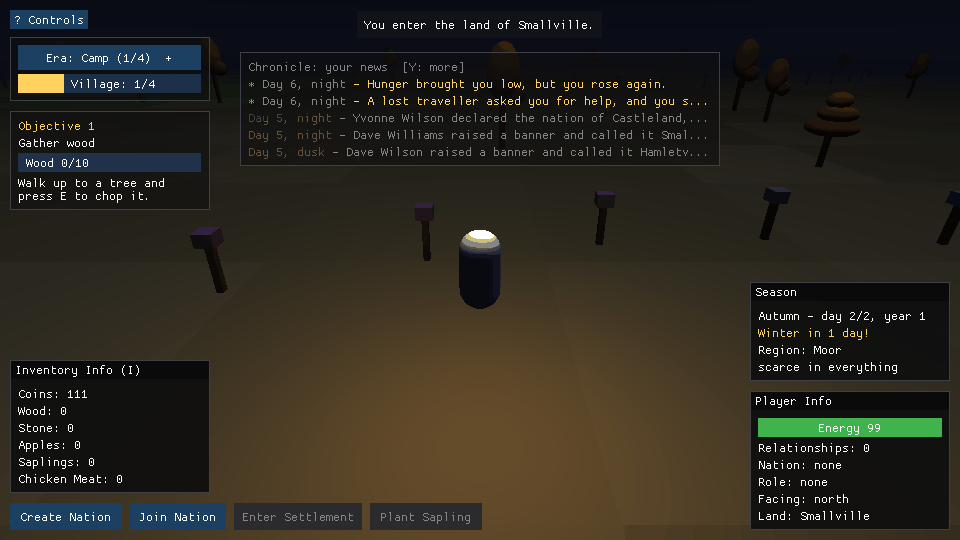 ? Controls
You enter the land of Smallville.
Era: Camp (1/4) +
Village: 1/4
Chronicle: your news [Y: more]
* Day 6, night – Hunger brought you low, but you rose again.
* Day 6, night – A lost traveller asked you for help, and you s...
Day 5, night – Yvonne Wilson declared the nation of Castleland,...
Day 5, night – Dave Williams raised a banner and called it Smal...
Day 5, dusk – Dave Wilson raised a banner and called it Hamletv...
Objective 1
Gather wood
Wood 0/10
Walk up to a tree and
press E to chop it.
Season
Autumn – day 2/2, year 1
Winter in 1 day!
Region: Moor
scarce in everything
Inventory Info (I)
Coins: 111
Wood: 0
Stone: 0
Apples: 0
Saplings: 0
Chicken Meat: 0
Player Info
Energy 99
Relationships: 0
Nation: none
Role: none
Facing: north
Land: Smallville
Create Nation
Join Nation
Enter Settlement
Plant Sapling